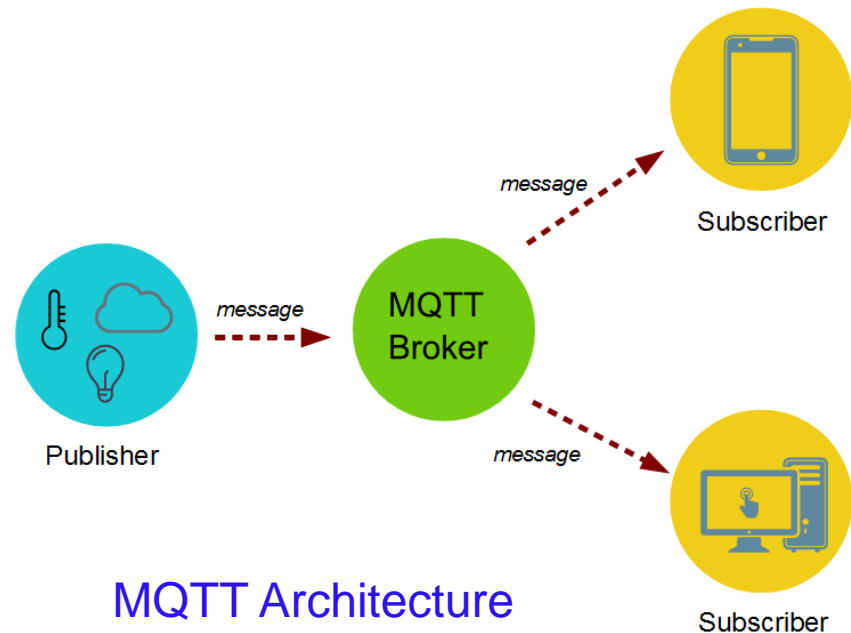 Subscriber
message
message
MQTT
Broker
Publisher
message
MQTT Architecture
Subscriber